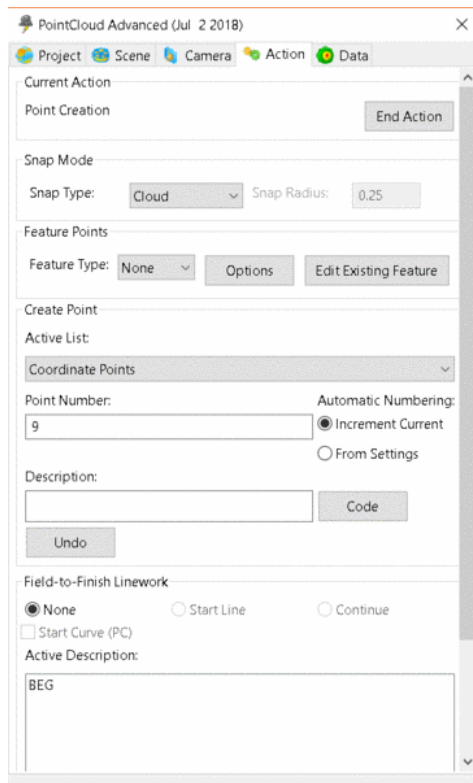 PointCloud Advanced (Jul 2 2018)
Project Scene Camera Action Data
Current Action
Point Creation End Action
Snap Mode
Snap Type: Cloud Snap Radius: 0.25
Feature Points
Feature Type: None Options Edit Existing Feature
Create Point
Active List:
Coordinate Points
Point Number: Automatic Numbering:
9 Increment Current
From Settings
Description:
Code
Undo
Field-to-Finish Linework
None Start Line Continue
Start Curve (PC)
Active Description:
BEG